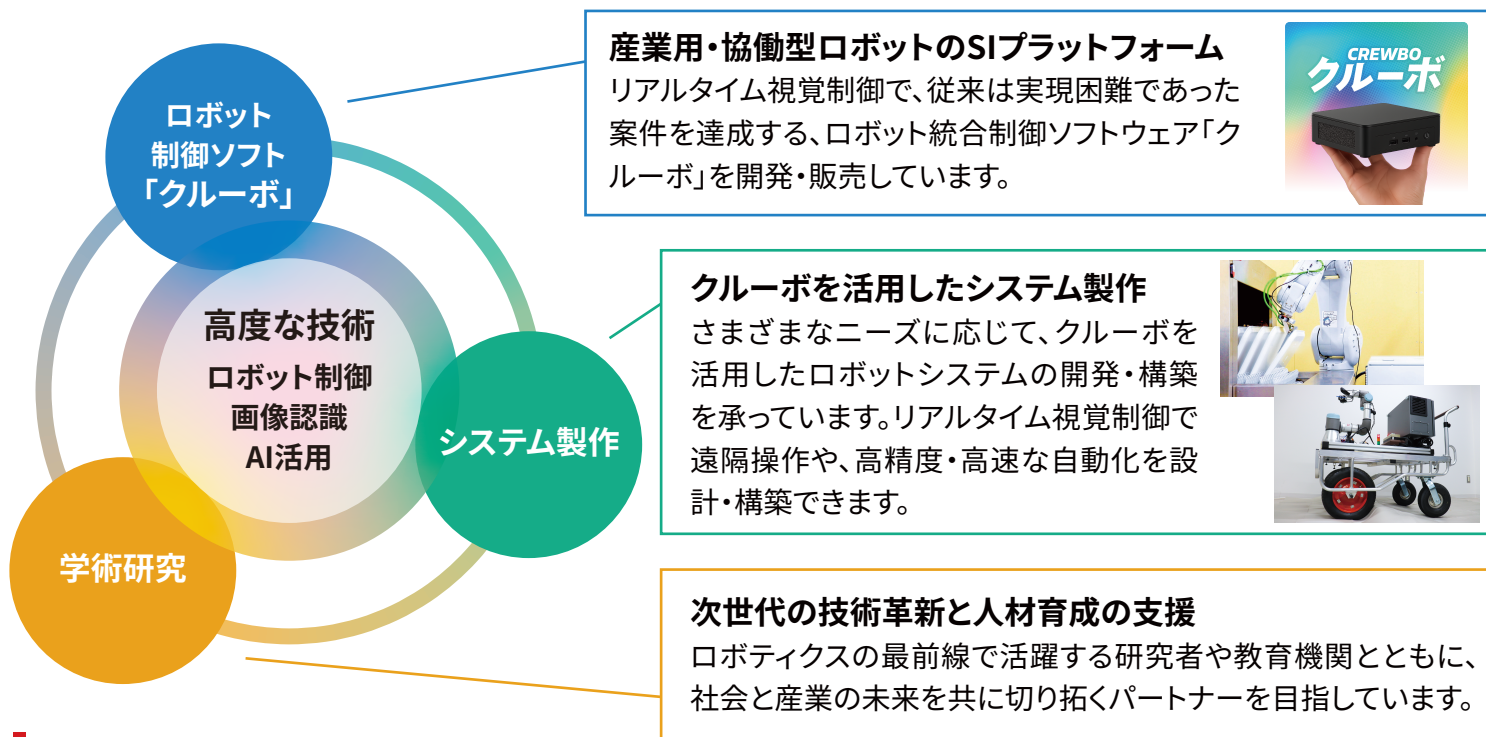 ロボット
制御ソフト
「クルーボ」
高度な技術
ロボット制御
画像認識
AI活用
システム製作
学術研究
産業用・協働型ロボットのSIプラットフォーム
リアルタイム視覚制御で、従来は実現困難であった
案件を達成する、ロボット統合制御ソフトウェア「ク
ルーボ」を開発・販売しています。
CREWBO
クルーボ
クルーボを活用したシステム製作
さまざまなニーズに応じて、クルーボを
活用したロボットシステムの開発・構築
を承っています。リアルタイム視覚制御で
遠隔操作や、高精度・高速な自動化を設
計・構築できます。
次世代の技術革新と人材育成の支援
ロボティクスの最前線で活躍する研究者や教育機関とともに、
社会と産業の未来を共に切り拓くパートナーを目指しています。